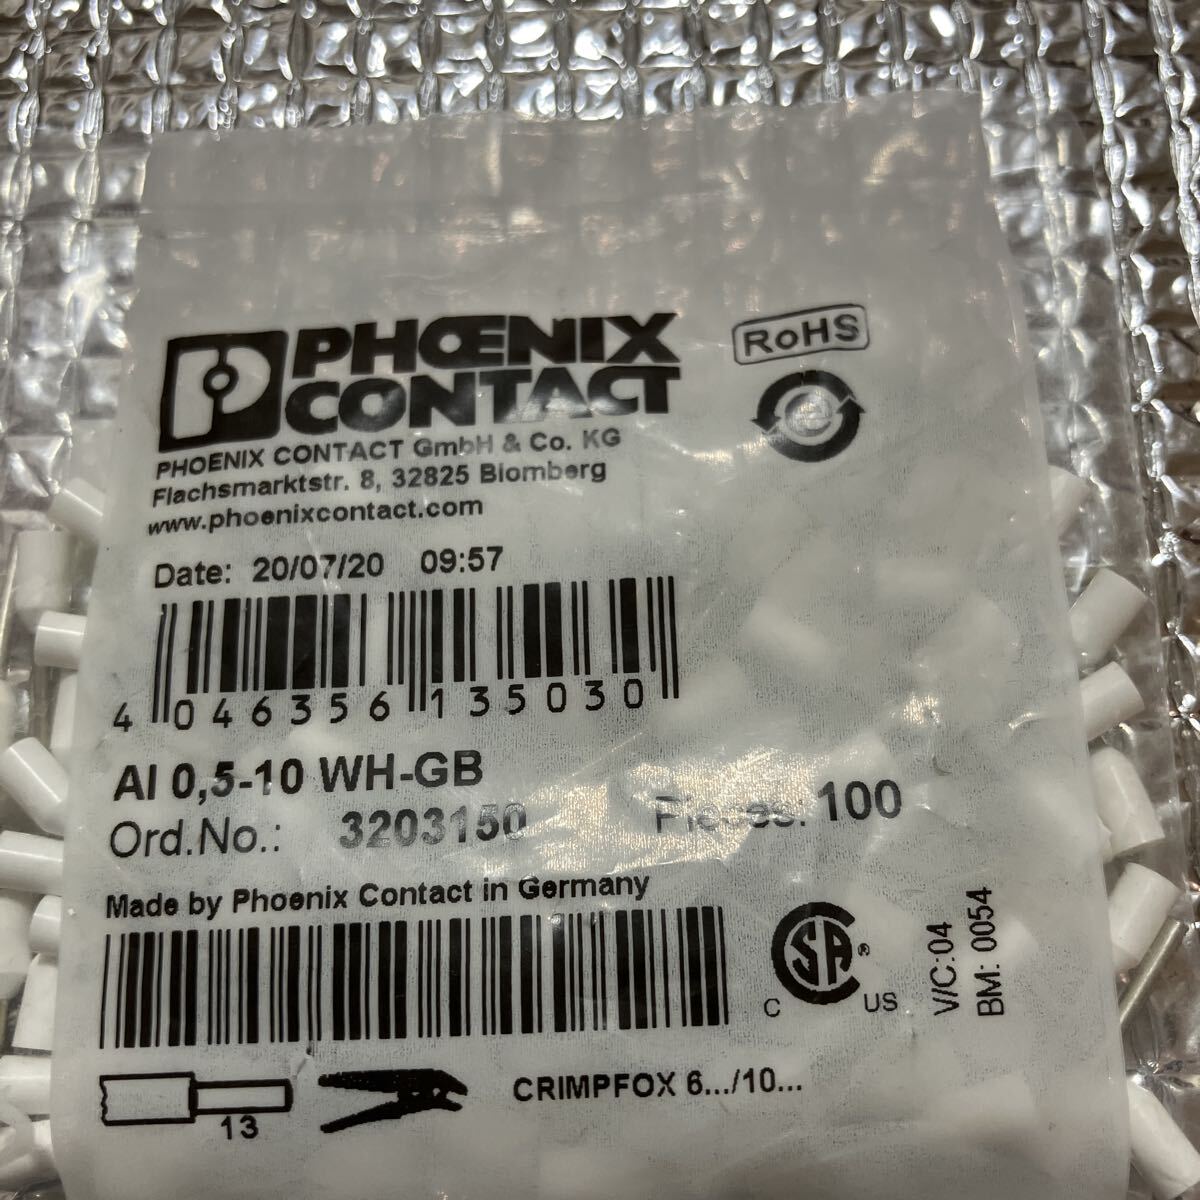 PHŒNIX
CONTACT
RoHS
e
PHOENIX CONTACT GmbH & Co. KG
Flachsmarktstr. 8, 32825 Blomberg
www.phoenixcontact.com
Date: 20/07/20 09:57
4 046356 135030
AI 0,5-10 WH-GB
Ord.No.: 3203150 Pieces: 100
Made by Phoenix Contact in Germany
C SA ® US
V/C:04
BM: 0054
13
CRIMPFOX 6.../10...